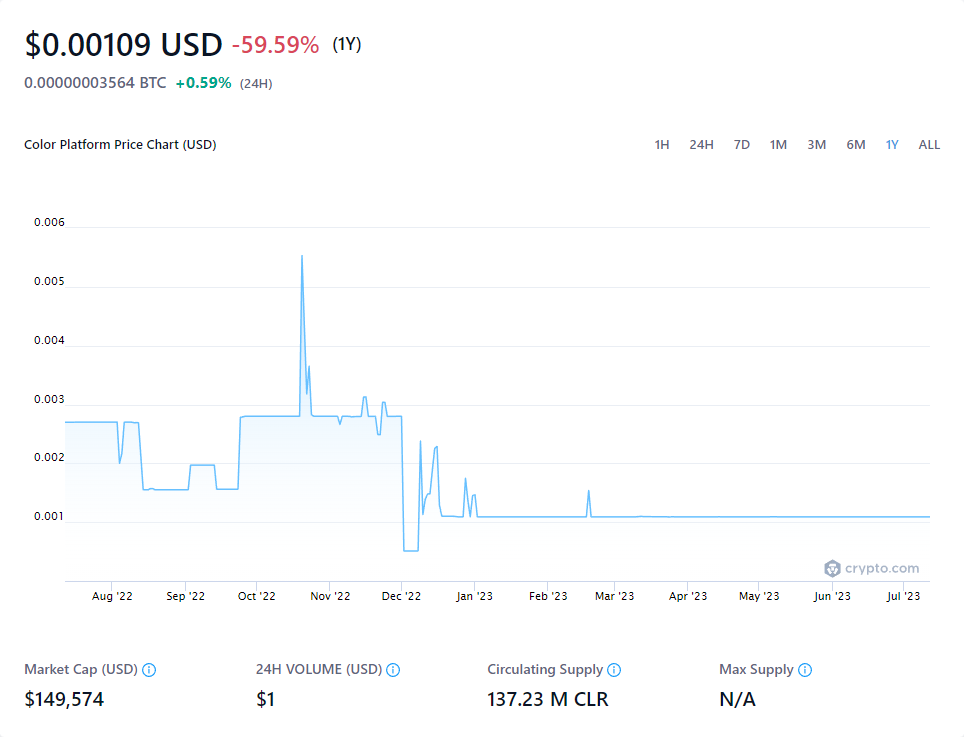 $0.00109 USD -59.59% (1Y)
0.00000003564 BTC +0.59% (24H)
Color Platform Price Chart (USD) 1H 24H 7D 1M 3M 6M 1Y ALL
0.006
0.005
0.004
0.003
0.002
0.001
crypto.com
Aug '22 Sep '22 Oct '22 Nov '22 Dec '22 Jan '23 Feb '23 Mar '23 Apr '23 May '23 Jun '23 Jul '23
Market Cap (USD) 24H VOLUME (USD) Circulating Supply Max Supply
$149,574 $1 137.23 M CLR N/A